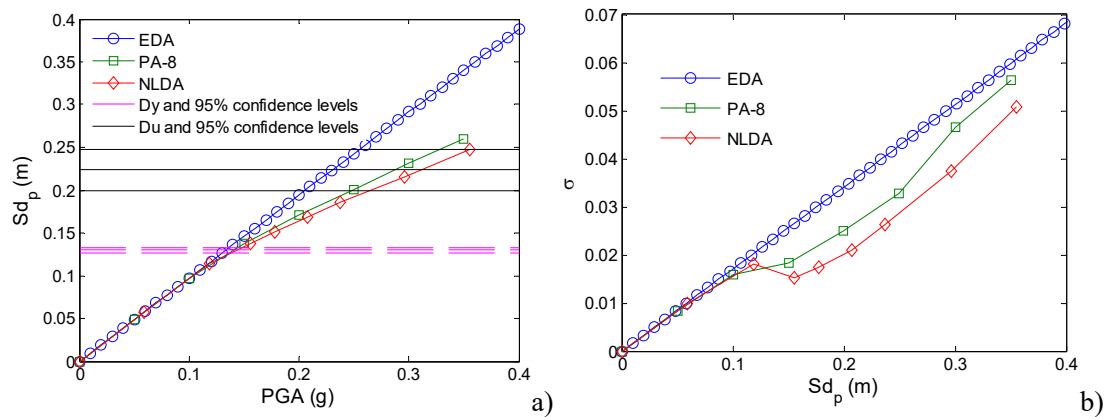 0.4
0.35
0.3
0.25
0.2
0.15
0.1
0.05
0
Sd_p (m)
EDA
PA-8
NLDA
Dy and 95% confidence levels
Du and 95% confidence levels
0 0.1 0.2 0.3 0.4
PGA (g)
a)
0.07
0.06
0.05
0.04
0.03
0.02
0.01
0.00
σ
EDA
PA-8
NLDA
0 0.1 0.2 0.3 0.4
Sd_p (m)
b)